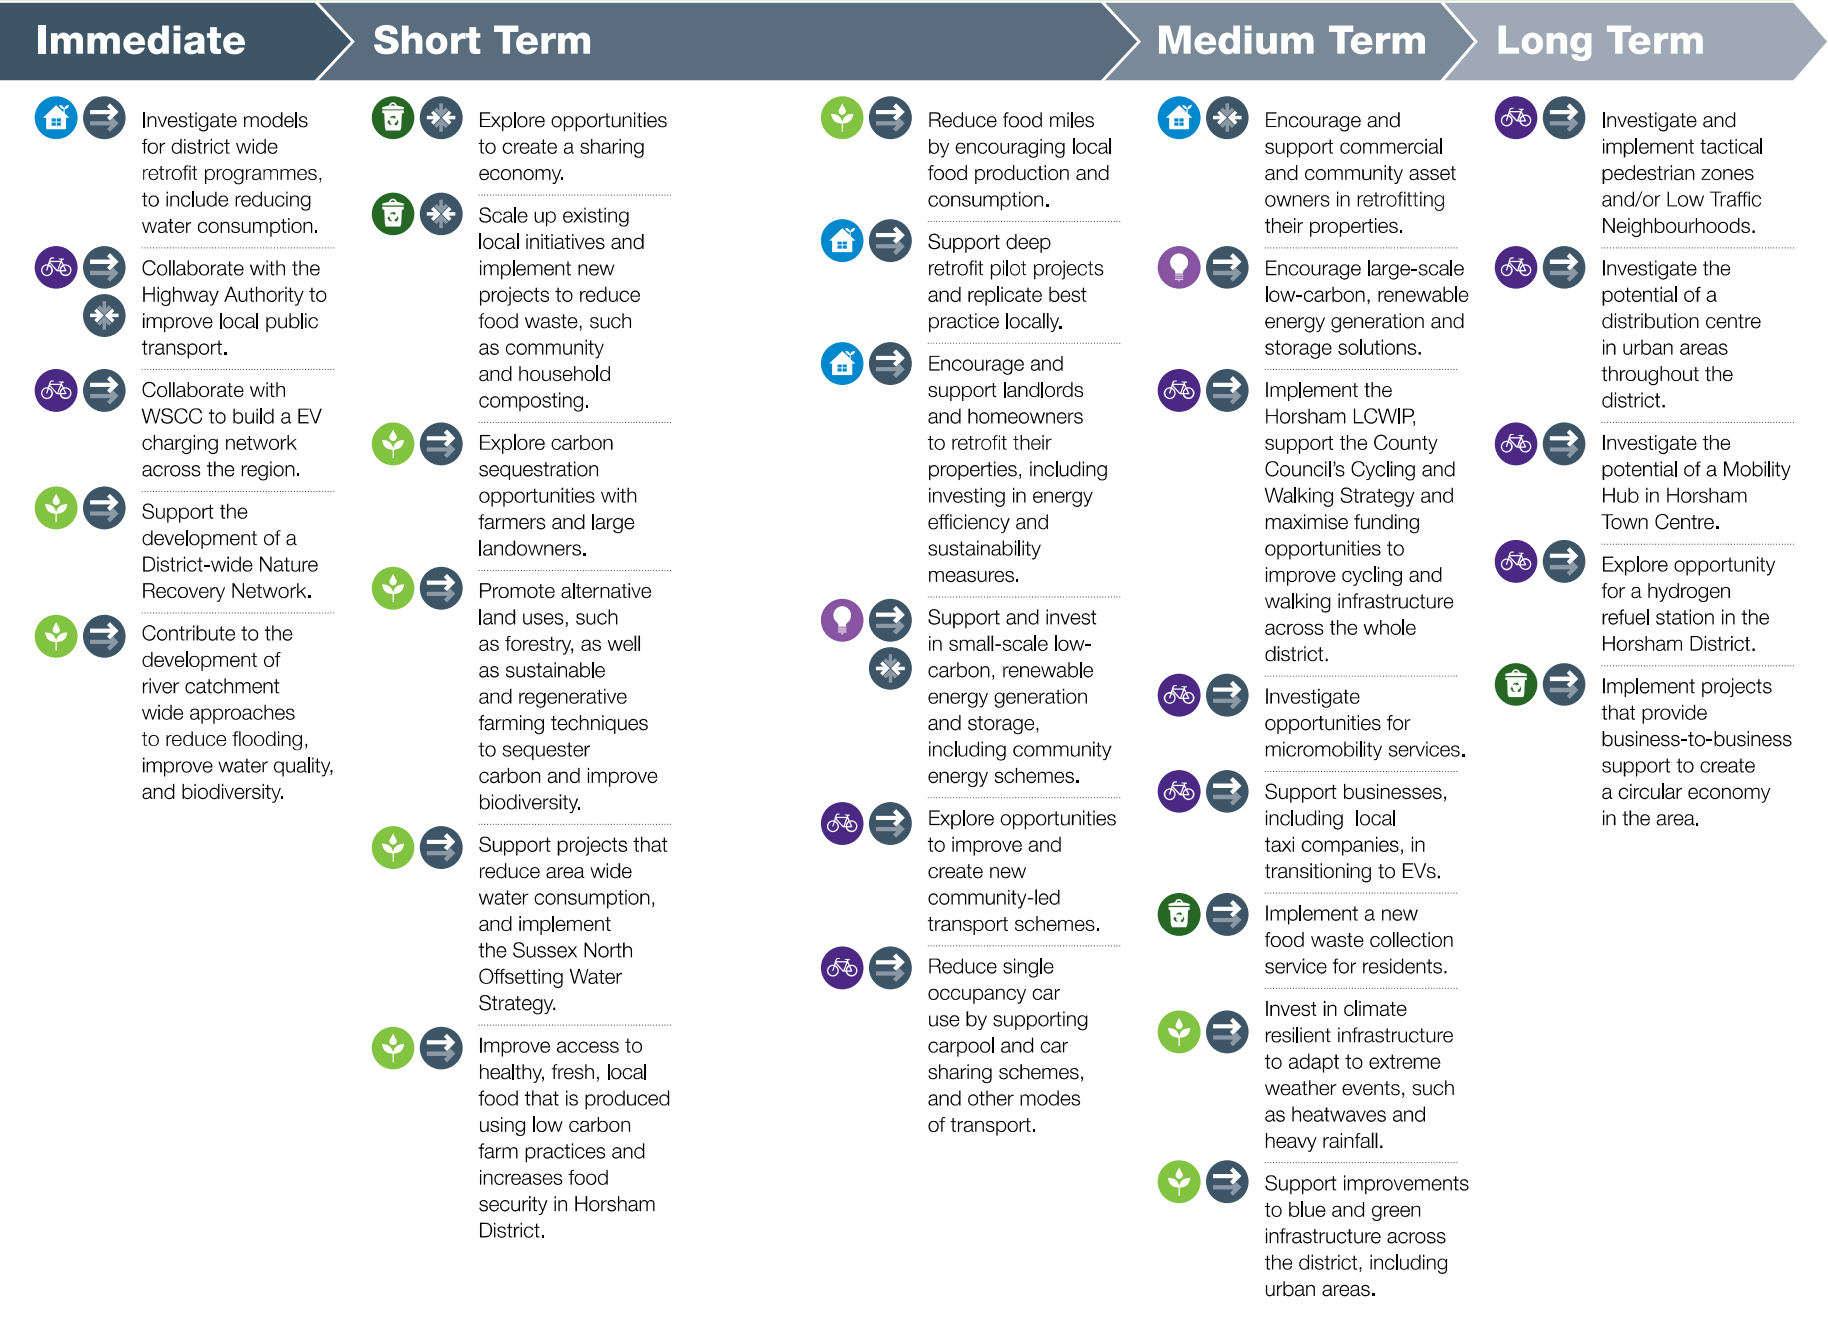 Immediate
Short Term
Medium Term
Long Term
Investigate models
for district wide
retrofit programmes,
to include reducing
water consumption.
Collaborate with the
Highway Authority to
improve local public
transport.
Collaborate with
WSCC to build a EV
charging network
across the region.
Support the
development of a
District-wide Nature
Recovery Network.
Contribute to the
development of
river catchment
wide approaches
to reduce flooding,
improve water quality,
and biodiversity.
Explore opportunities
to create a sharing
economy.
Scale up existing
local initiatives and
implement new
projects to reduce
food waste, such
as community
and household
composting.
Explore carbon
sequestration
opportunities with
farmers and large
landowners.
Promote alternative
land uses, such
as forestry, as well
as sustainable
and regenerative
farming techniques
to sequester
carbon and improve
biodiversity.
Support projects that
reduce area wide
water consumption,
and implement
the Sussex North
Offsetting Water
Strategy.
Improve access to
healthy, fresh, local
food that is produced
using low carbon
farm practices and
increases food
security in Horsham
District.
Reduce food miles
by encouraging local
food production and
consumption.
Support deep
retrofit pilot projects
and replicate best
practice locally.
Encourage and
support landlords
and homeowners
to retrofit their
properties, including
investing in energy
efficiency and
sustainability
measures.
Support and invest
in small-scale low-
carbon, renewable
energy generation
and storage,
including community
energy schemes.
Explore opportunities
to improve and
create new
community-led
transport schemes.
Reduce single
occupancy car
use by supporting
carpool and car
sharing schemes,
and other modes
of transport.
Encourage and
support commercial
and community asset
owners in retrofitting
their properties.
Encourage large-scale
low-carbon, renewable
energy generation and
storage solutions.
Implement the
Horsham LCWIP,
support the County
Council's Cycling and
Walking Strategy and
maximise funding
opportunities to
improve cycling and
walking infrastructure
across the whole
district.
Investigate
opportunities for
micromobility services.
Support businesses,
including local
taxi companies, in
transitioning to EVs.
Implement a new
food waste collection
service for residents.
Invest in climate
resilient infrastructure
to adapt to extreme
weather events, such
as heatwaves and
heavy rainfall.
Support improvements
to blue and green
infrastructure across
the district, including
urban areas.
Investigate and
implement tactical
pedestrian zones
and/or Low Traffic
Neighbourhoods.
Investigate the
potential of a
distribution centre
in urban areas
throughout the
district.
Investigate the
potential of a Mobility
Hub in Horsham
Town Centre.
Explore opportunity
for a hydrogen
refuel station in the
Horsham District.
Implement projects
that provide
business-to-business
support to create
a circular economy
in the area.